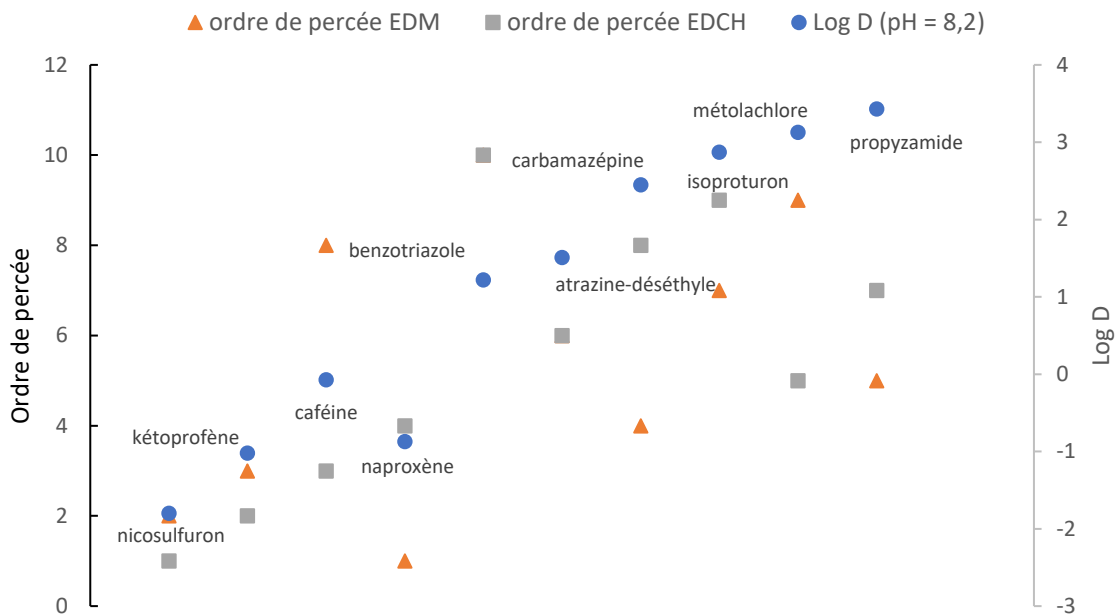 ordre de percée EDM
ordre de percée EDCH
Log D (pH = 8,2)
Ordre de percée
12
10
8
6
4
2
0
nicosulfuron
kétoprofène
caféine
naproxène
benzotriazole
atrazine-déséthyle
carbamazépine
isoproturon
métolachlore
propyzamide
4
3
2
1
0
-1
-2
-3
Log D